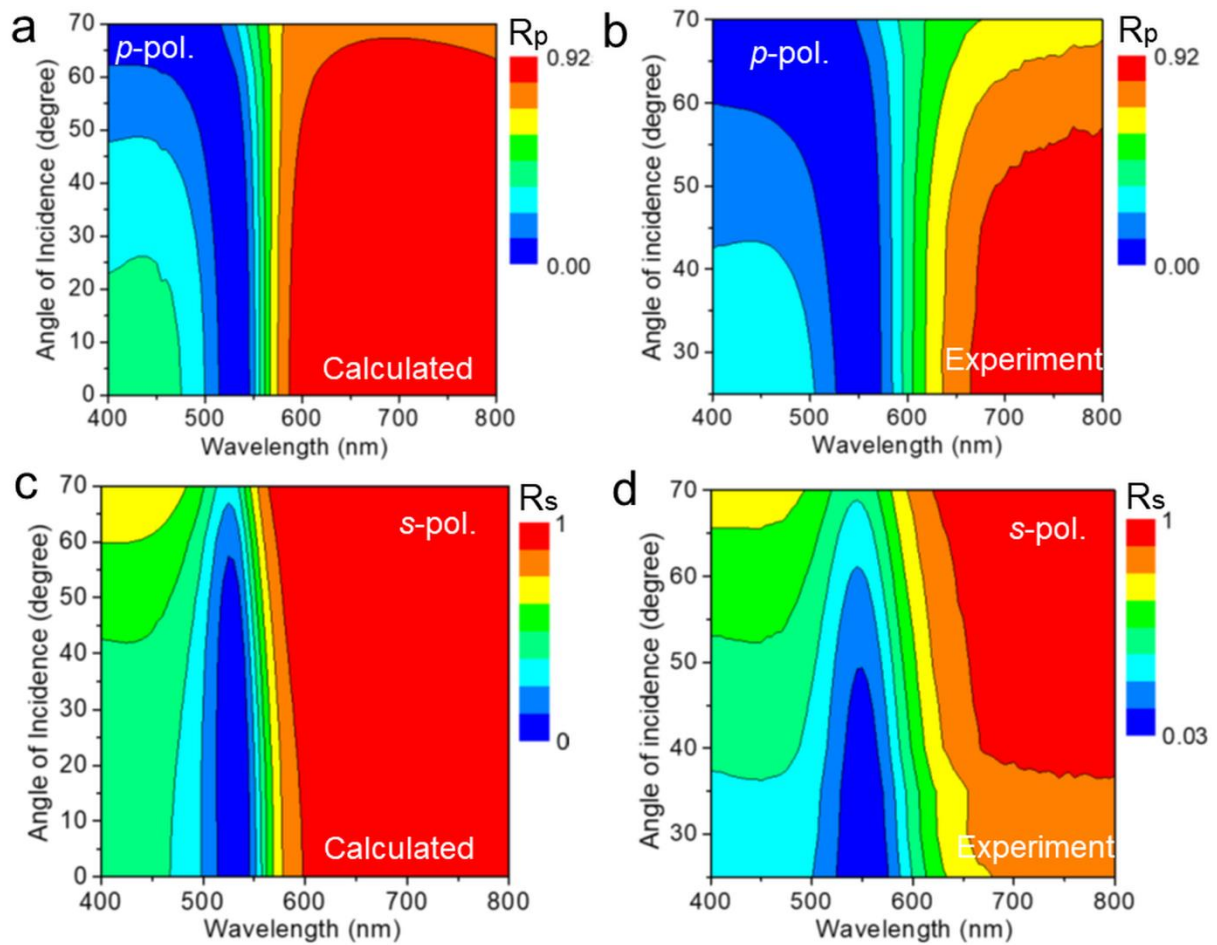 a
p-pol.
Rp
0.92
0.00
Calculated
Angle of Incidence (degree)
70
60
50
40
30
20
10
0
400 500 600 700 800
Wavelength (nm)
b
p-pol.
Rp
0.92
0.00
Experiment
Angle of incidence (degree)
70
60
50
40
30
400 500 600 700 800
Wavelength (nm)
c
s-pol.
Rs
1
0
Calculated
Angle of Incidence (degree)
70
60
50
40
30
20
10
0
400 500 600 700 800
Wavelength (nm)
d
s-pol.
Rs
1
0.03
Experiment
Angle of incidence (degree)
70
60
50
40
30
400 500 600 700 800
Wavelength (nm)